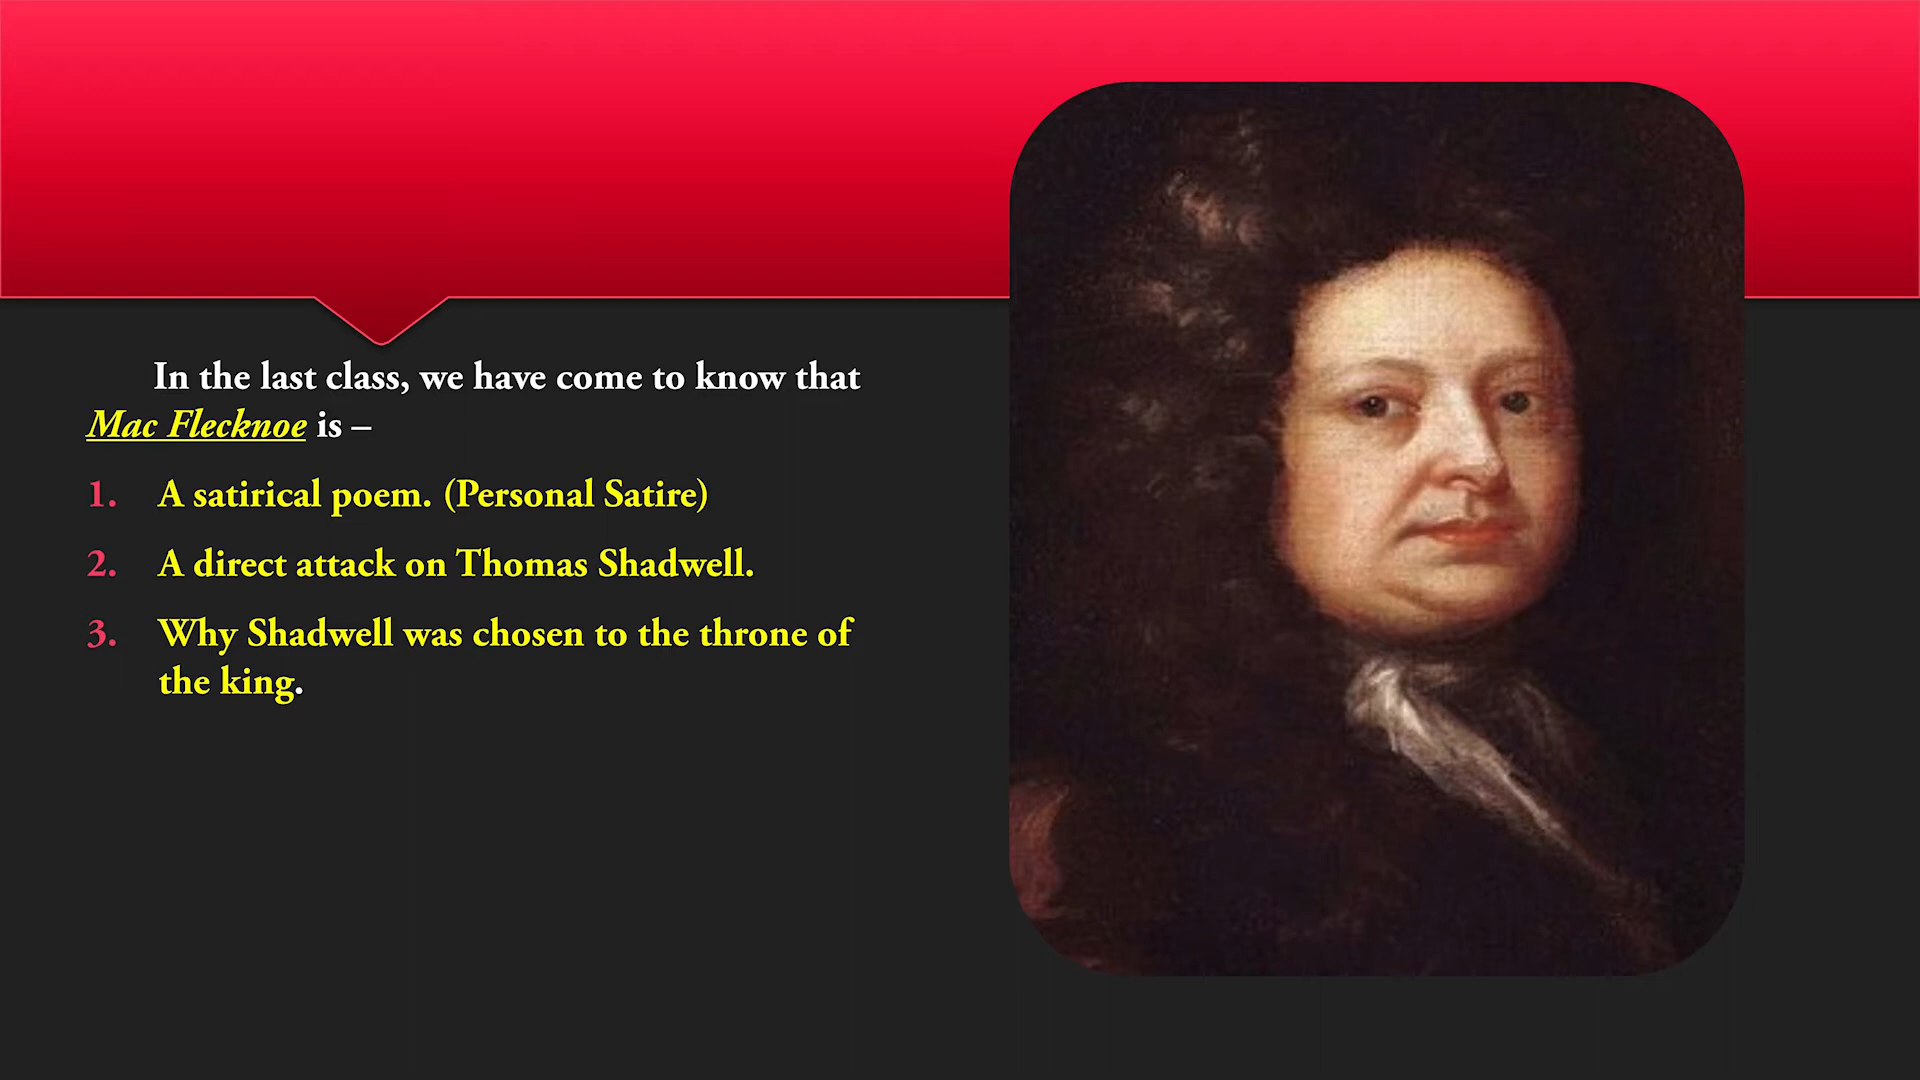 In the last class, we have come to know that
Mac Flecknoe is –
1. A satirical poem. (Personal Satire)
2. A direct attack on Thomas Shadwell.
3. Why Shadwell was chosen to the throne of
the king.